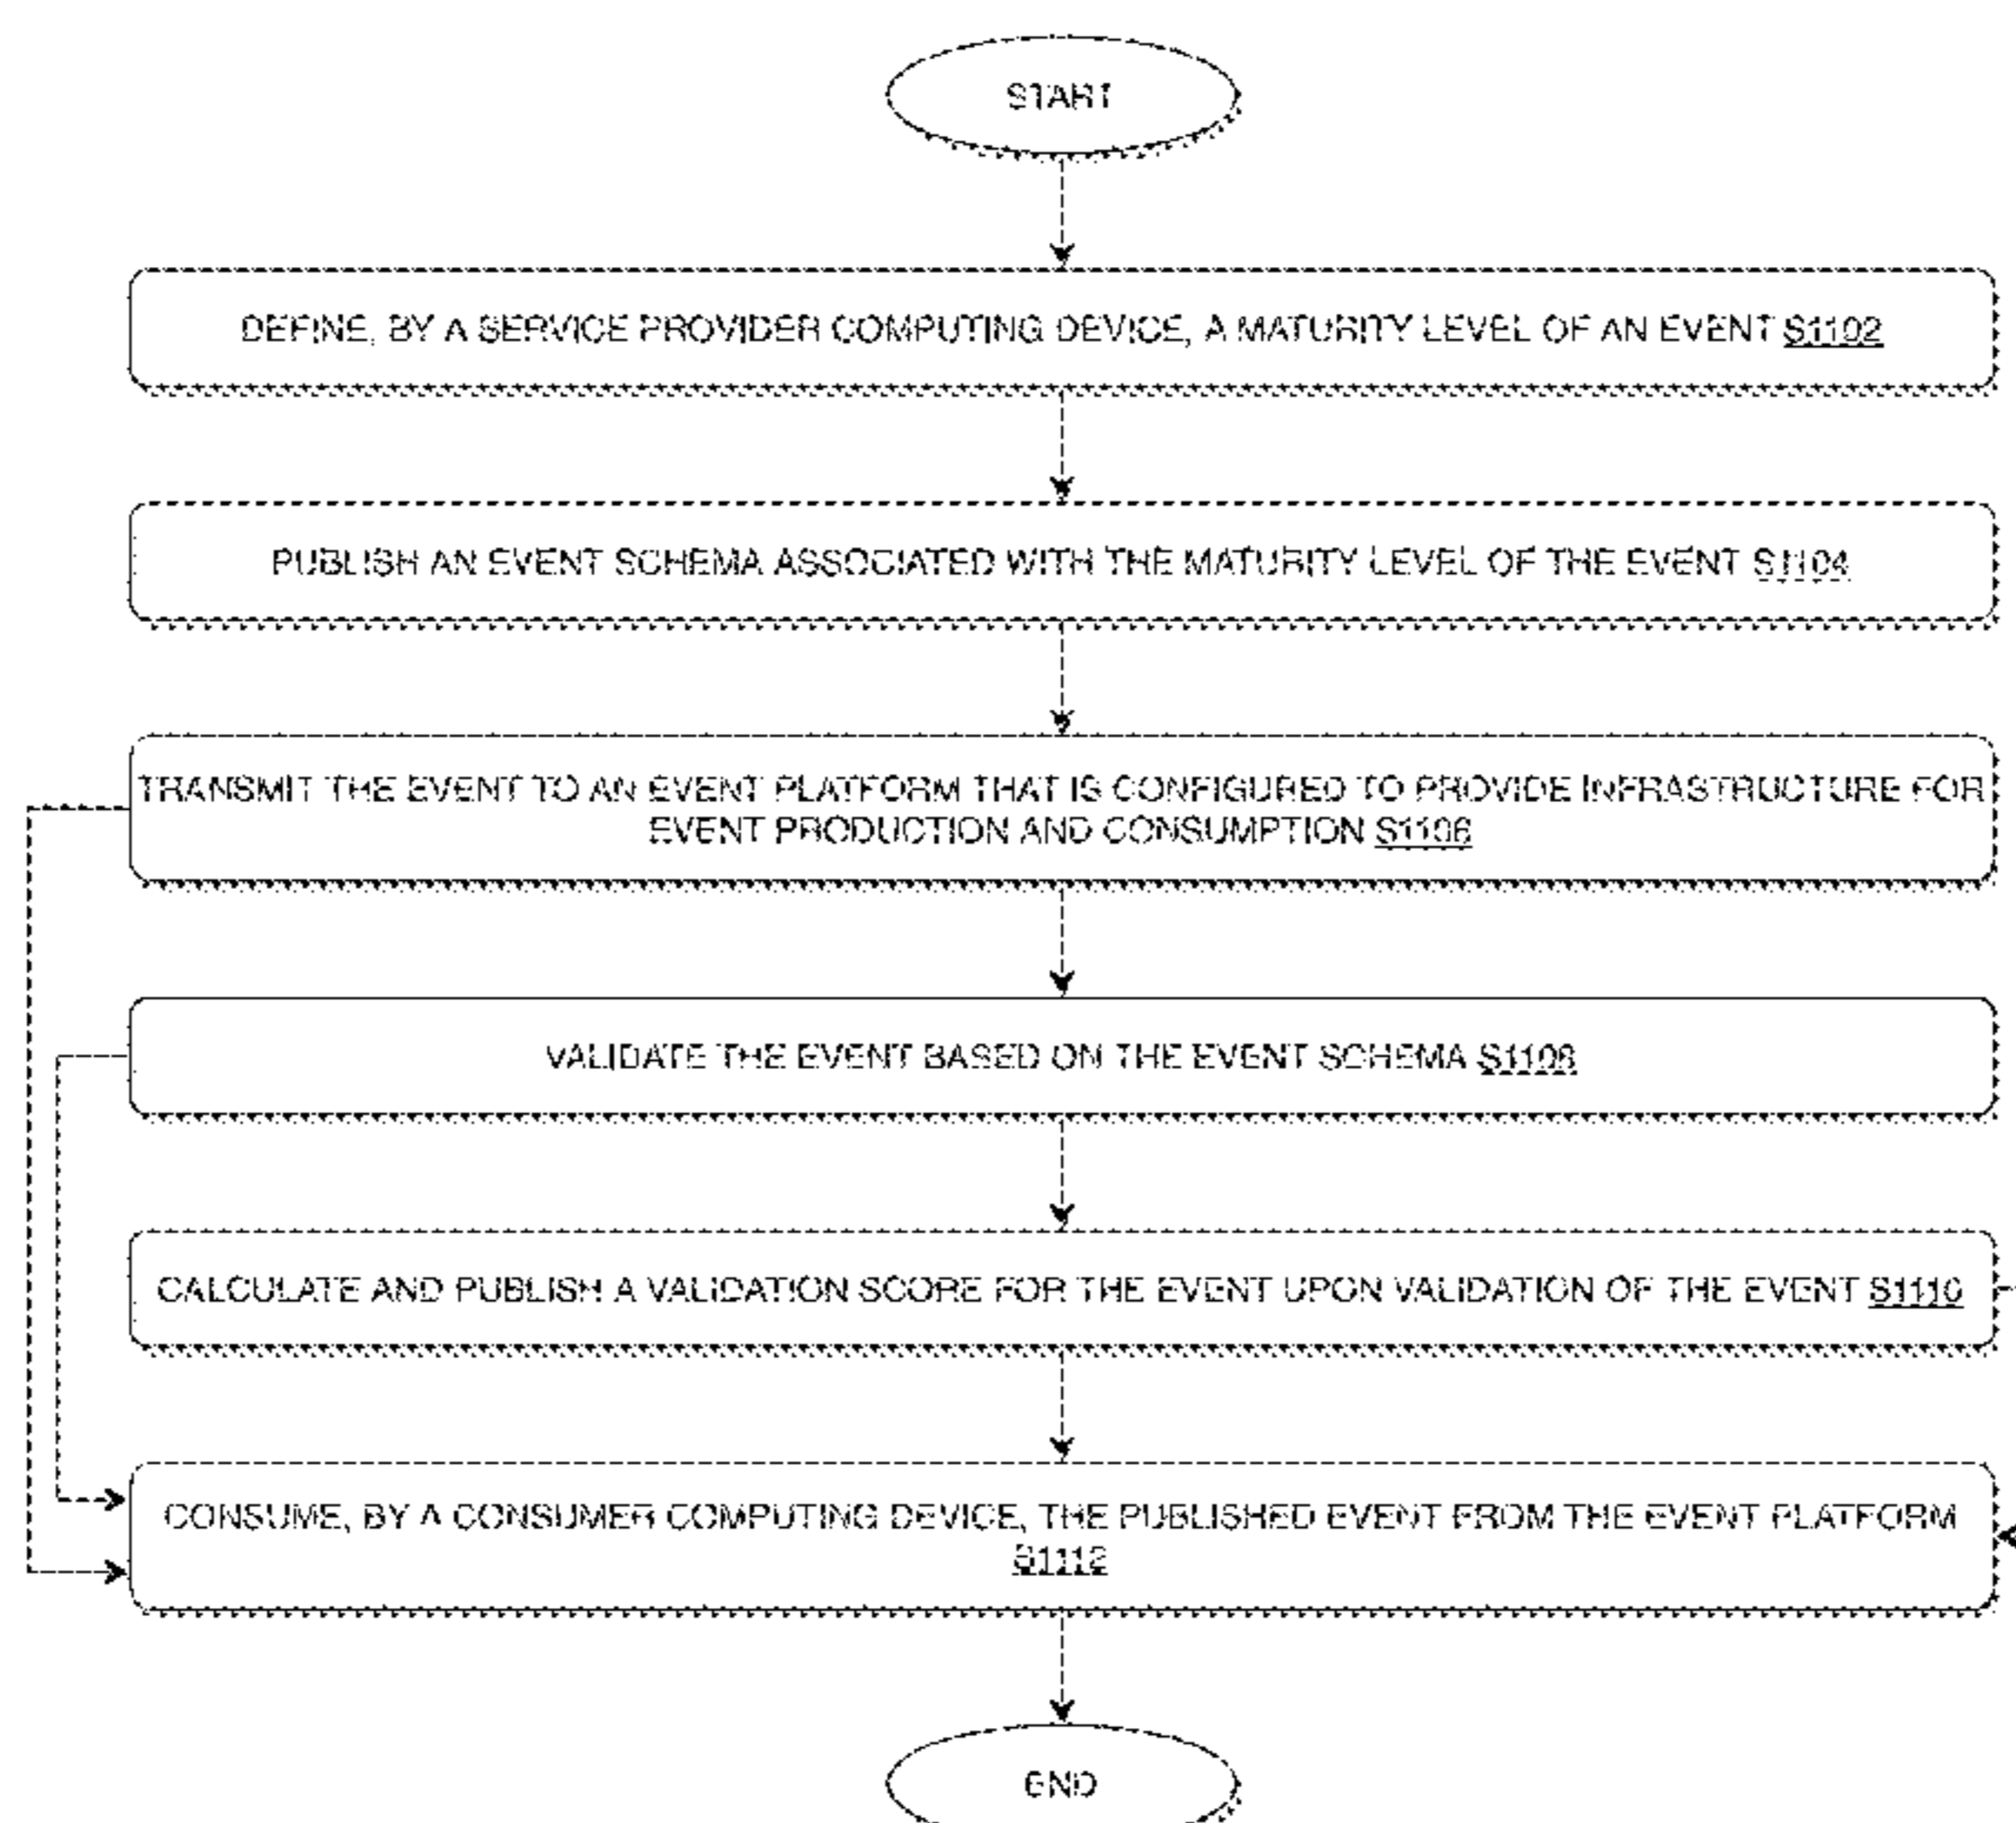 START
DEFINE, BY A SERVICE PROVIDER COMPUTING DEVICE, A MATURITY LEVEL OF AN EVENT S1102
PUBLISH AN EVENT SCHEMA ASSOCIATED WITH THE MATURITY LEVEL OF THE EVENT S1104
TRANSMIT THE EVENT TO AN EVENT PLATFORM THAT IS CONFIGURED TO PROVIDE INFRASTRUCTURE FOR
EVENT PRODUCTION AND CONSUMPTION S1106
VALIDATE THE EVENT BASED ON THE EVENT SCHEMA S1108
CALCULATE AND PUBLISH A VALIDATION SCORE FOR THE EVENT UPON VALIDATION OF THE EVENT S1110
CONSUME, BY A CONSUMER COMPUTING DEVICE, THE PUBLISHED EVENT FROM THE EVENT PLATFORM
S1112
END